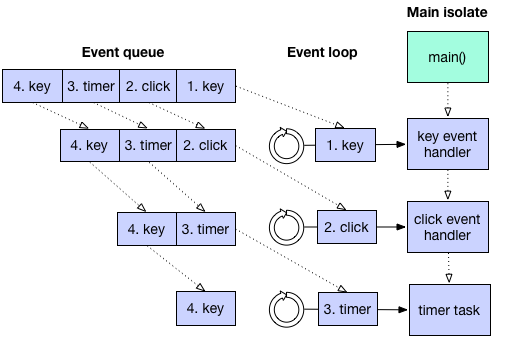 Main isolate
Event queue
Event loop
main()
4. key
3. timer
2. click
1. key
4. key
3. timer
2. click
1. key
key event
handler
4. key
3. timer
2. click
click event
handler
4. key
3. timer
timer task